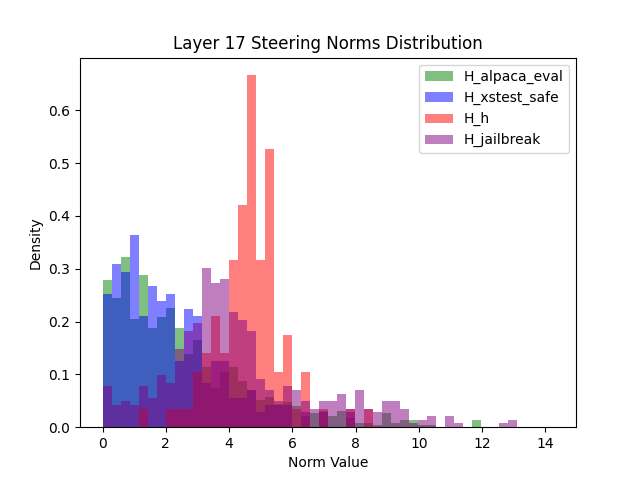 Layer 17 Steering Norms Distribution
H_alpaca_eval
H_xstest_safe
H_h
H_jailbreak
Density
0.6
0.5
0.4
0.3
0.2
0.1
0.0
0 2 4 6 8 10 12 14
Norm Value